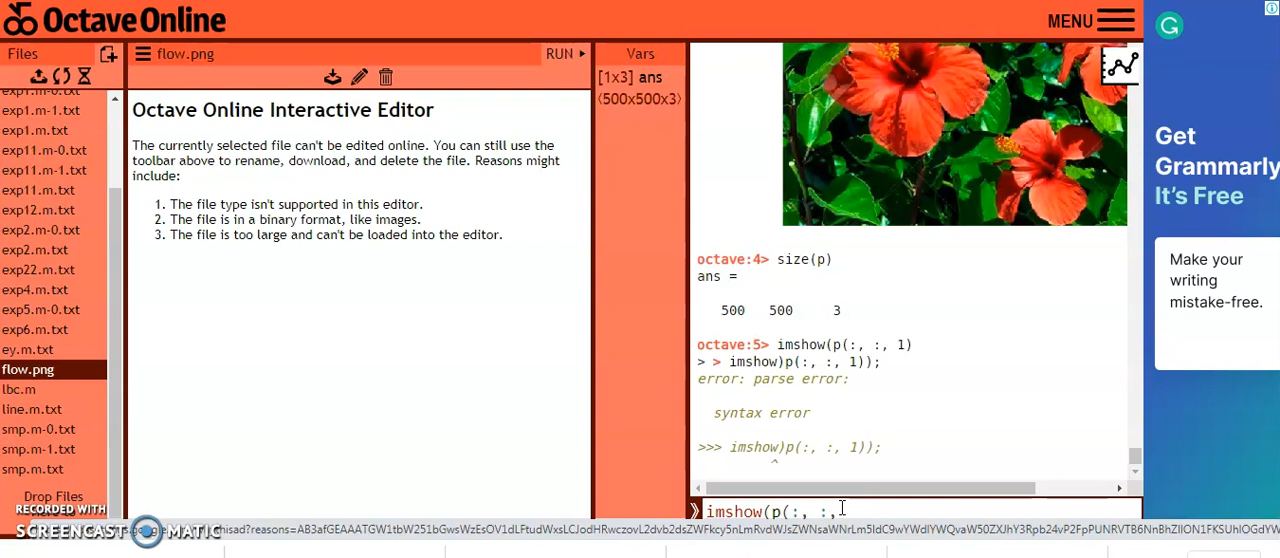 Octave Online
MENU
Files
flow.png
RUN
Vars
exp1.m-0.txt
exp1.m-1.txt
exp1.m.txt
exp11.m-0.txt
exp11.m-1.txt
exp11.m.txt
exp12.m.txt
exp2.m-0.txt
exp2.m.txt
exp22.m.txt
exp4.m.txt
exp5.m-0.txt
exp6.m.txt
ey.m.txt
flow.png
lbc.m
line.m.txt
smp.m-0.txt
smp.m-1.txt
smp.m.txt
Drop Files
Octave Online Interactive Editor
The currently selected file can't be edited online. You can still use the
toolbar above to rename, download, and delete the file. Reasons might
include:
1. The file type isn't supported in this editor.
2. The file is in a binary format, like images.
3. The file is too large and can't be loaded into the editor.
[1x3] ans
(500x500x3)
octave:4> size(p)
ans =
500 500 3
octave:5> imshow(p(:, :, 1)
> > imshow)p(:, :, 1));
error: parse error:
syntax error
>>> imshow)p(:, :, 1));
^
imshow(p(:, :,
G
Get
Grammarly
It's Free
Make your
writing
mistake-free.
RECORDED WITH
SCREENCAST MATIC